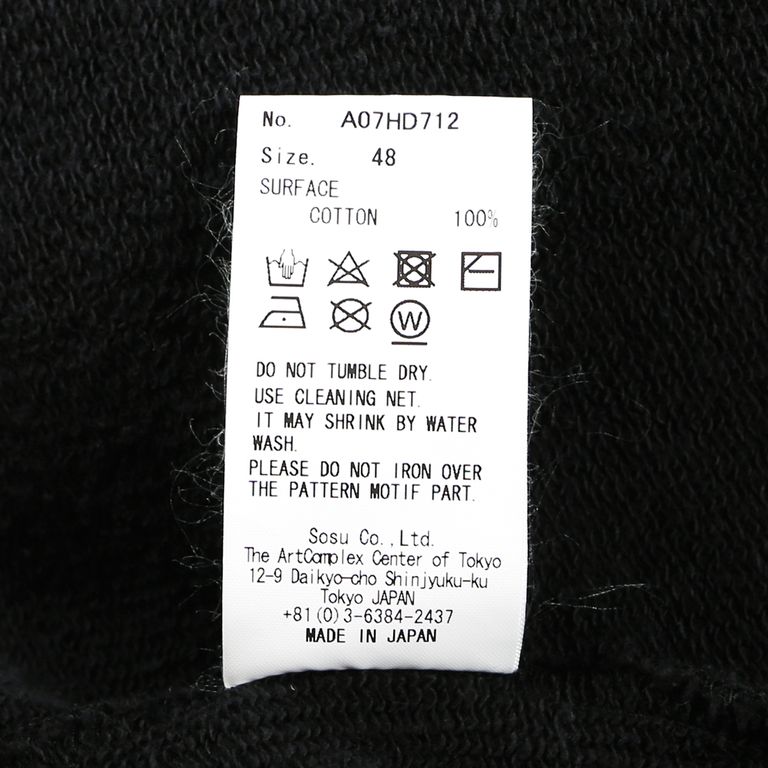 No. A07HD712
Size. 48
SURFACE
COTTON 100%
W
DO NOT TUMBLE DRY.
USE CLEANING NET.
IT MAY SHRINK BY WATER
WASH.
PLEASE DO NOT IRON OVER
THE PATTERN MOTIF PART.
Sosu Co.,Ltd.
The ArtComplex Center of Tokyo
12-9 Daikyo-cho Shinjyuku-ku
Tokyo JAPAN
+81(0)3-6384-2437
MADE IN JAPAN